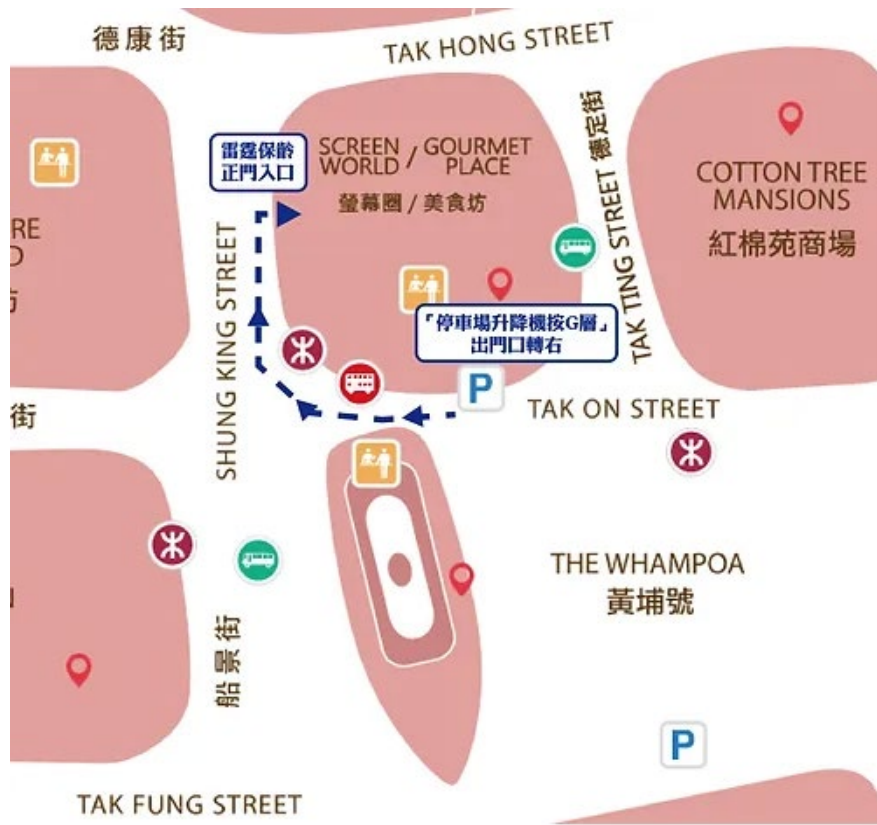 德康街
TAK HONG STREET
雷霆保齡
正門入口
SCREEN WORLD / GOURMET PLACE
螢幕圈 / 美食坊
TAK TING STREET 德定街
COTTON TREE
MANSIONS
紅棉苑商場
RE
坊
SHUNG KING STREET
「停車場升降機按G層」
出門口轉右
P
TAK ON STREET
街
THE WHAMPOA
黃埔號
船景街
P
TAK FUNG STREET